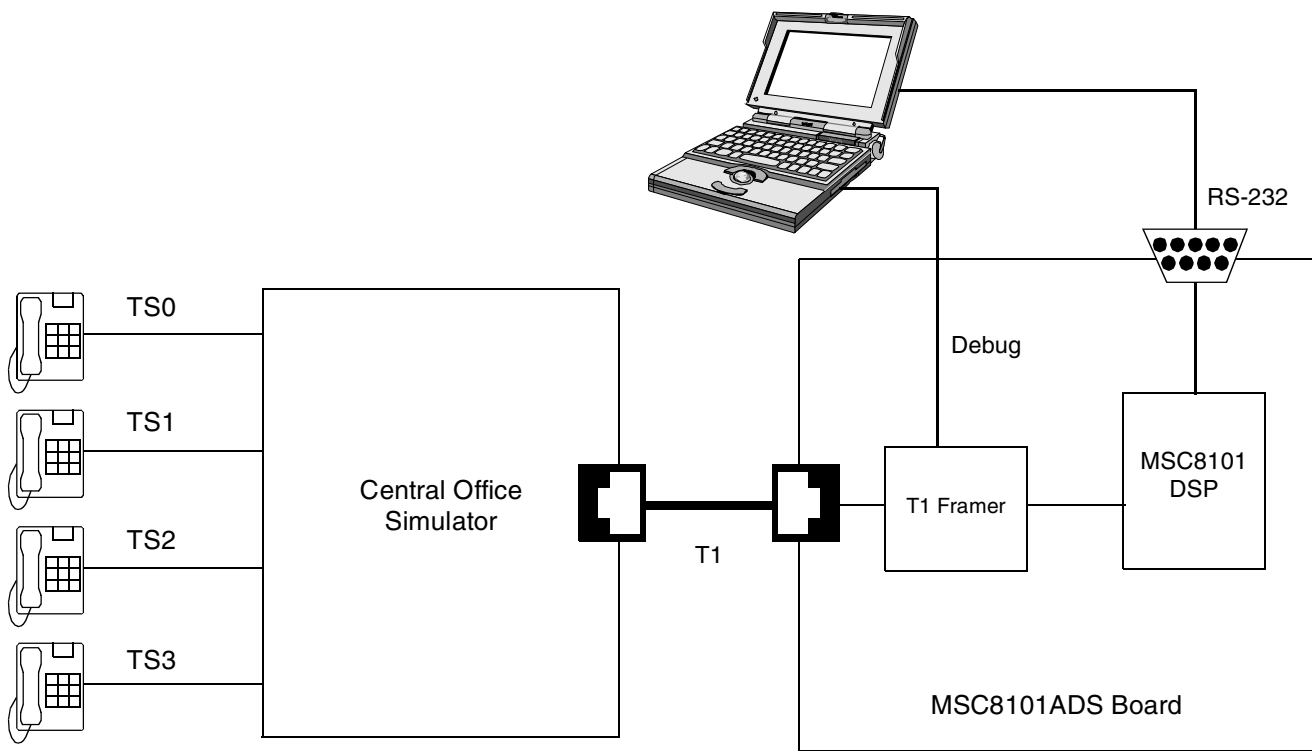 RS-232
TS0
Debug
TS1
MSC8101
DSP
Central Office
Simulator
T1 Framer
TS2
T1
TS3
MSC8101ADS Board